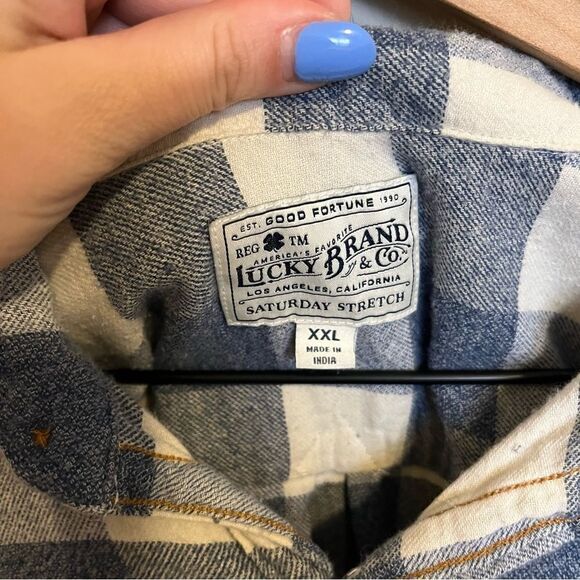 EST. GOOD FORTUNE 1990
REG TM
AMERICA'S FAVORITE
LUCKY BRAND & Co.
LOS ANGELES, CALIFORNIA
SATURDAY STRETCH
XXL
MADE IN
INDIA